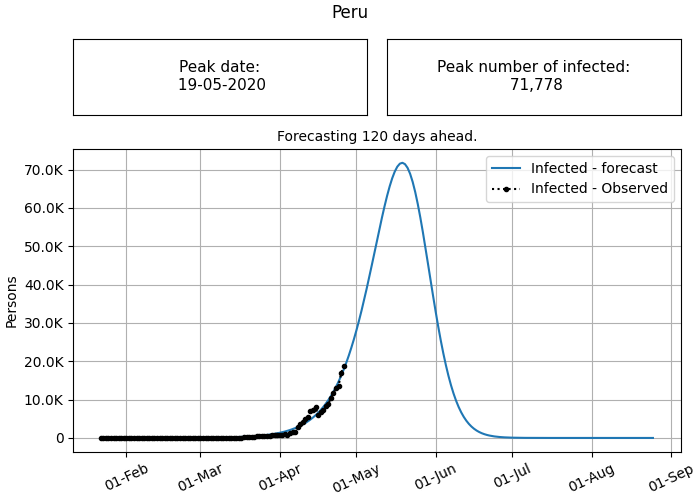 Peru
Peak date:
19-05-2020
Peak number of infected:
71,778
Forecasting 120 days ahead.
Infected - forecast
Infected - Observed
Persons
70.0K
60.0K
50.0K
40.0K
30.0K
20.0K
10.0K
0
01-Feb
01-Mar
01-Apr
01-May
01-Jun
01-Jul
01-Aug
01-Sep